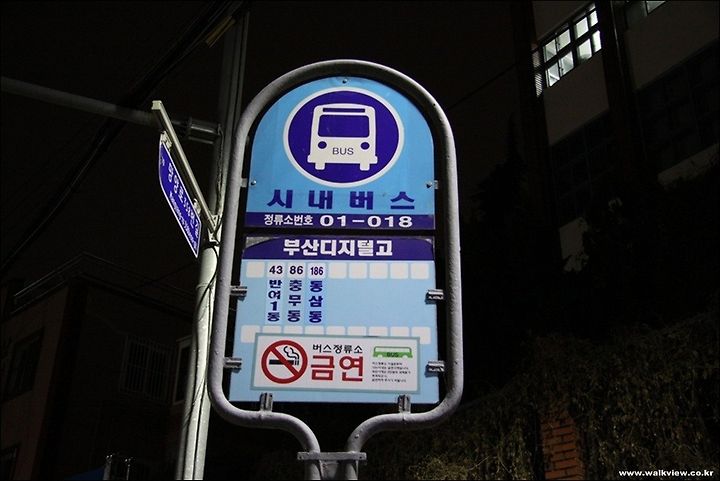 BUS
시내버스
정류소번호 01-018
부산디지털고
43 86 186
반여1동 충무동 동삼동
버스정류소
금연
BUS
www.walkview.co.kr